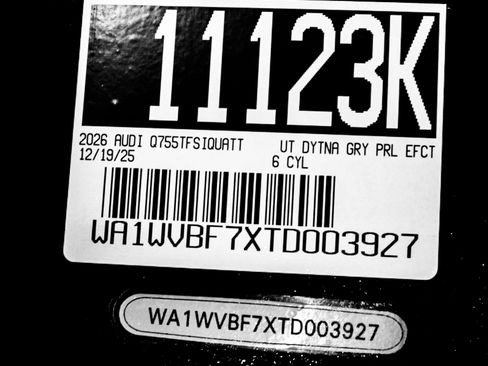 11123K
2026 AUDI Q755TFSIQUATT UT DYTNA GRY PRL EFCT
12/19/25 6 CYL
WA1WVBF7XTD003927
WA1WVBF7XTD003927